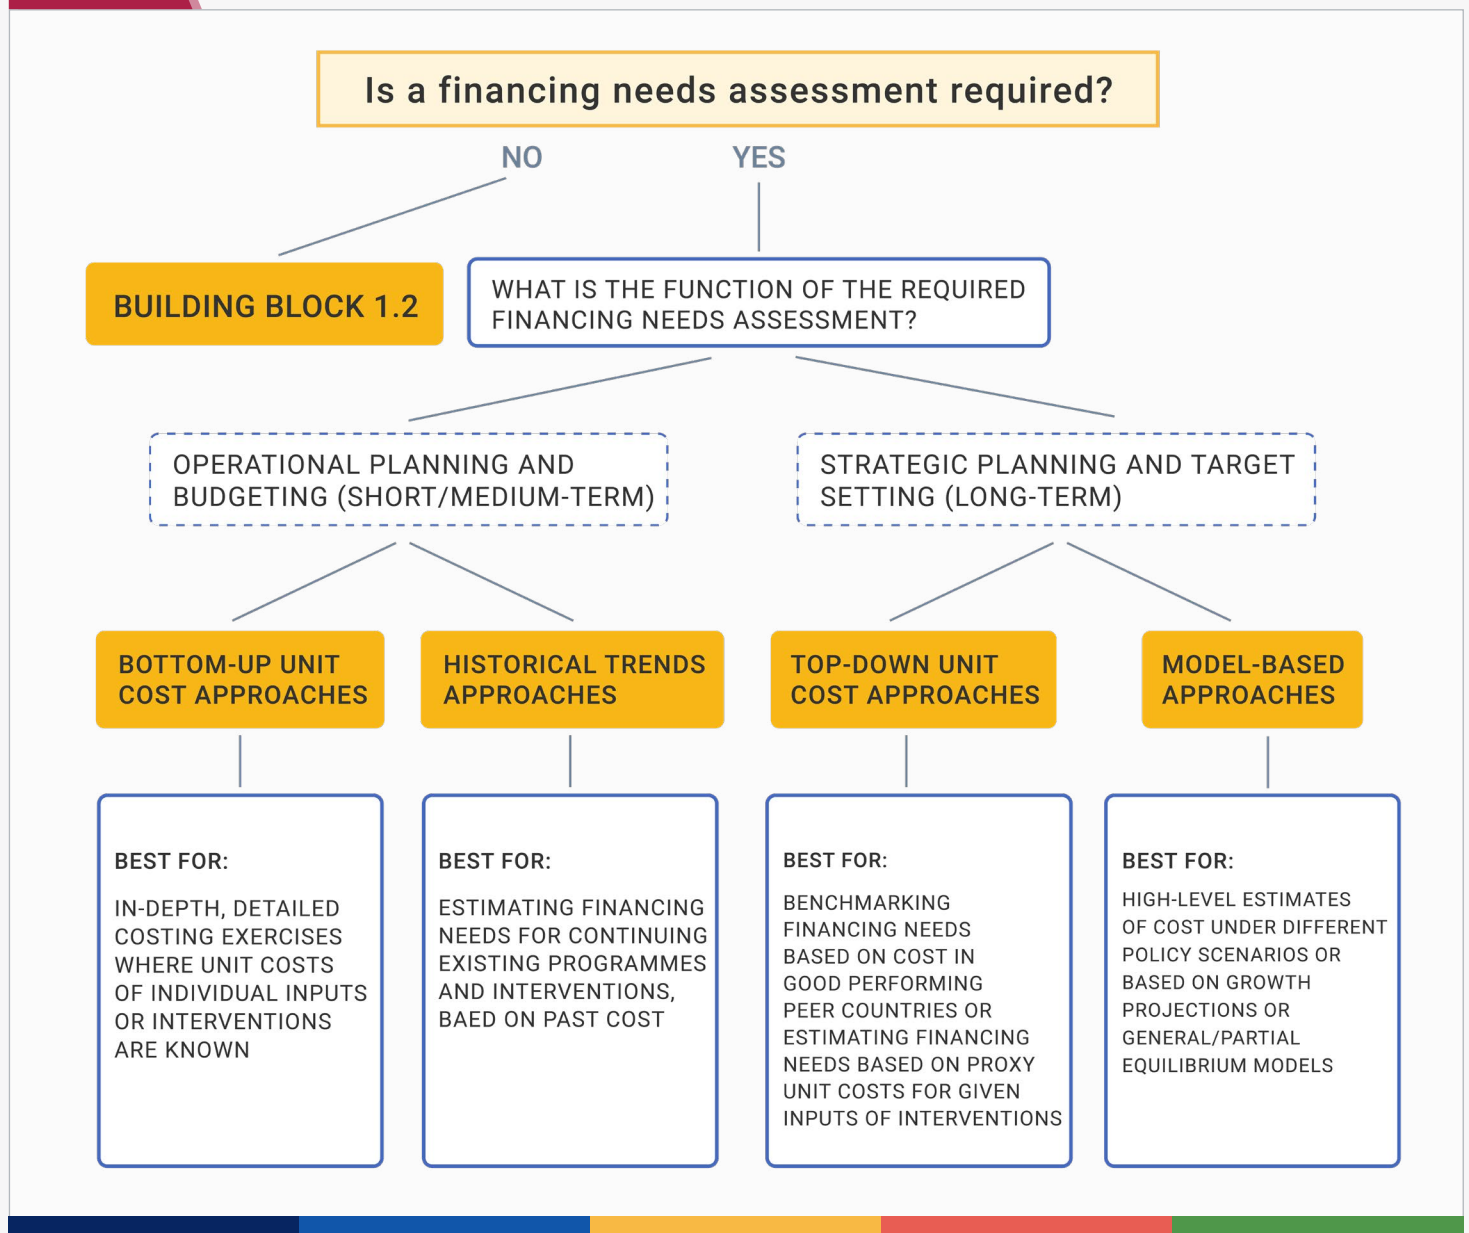 Is a financing needs assessment required?
NO
YES
BUILDING BLOCK 1.2
WHAT IS THE FUNCTION OF THE REQUIRED
FINANCING NEEDS ASSESSMENT?
OPERATIONAL PLANNING AND
BUDGETING (SHORT/MEDIUM-TERM)
STRATEGIC PLANNING AND TARGET
SETTING (LONG-TERM)
BOTTOM-UP UNIT
COST APPROACHES
HISTORICAL TRENDS
APPROACHES
TOP-DOWN UNIT
COST APPROACHES
MODEL-BASED
APPROACHES
BEST FOR:
IN-DEPTH, DETAILED
COSTING EXERCISES
WHERE UNIT COSTS
OF INDIVIDUAL INPUTS
OR INTERVENTIONS
ARE KNOWN
BEST FOR:
ESTIMATING FINANCING
NEEDS FOR CONTINUING
EXISTING PROGRAMMES
AND INTERVENTIONS,
BAED ON PAST COST
BEST FOR:
BENCHMARKING
FINANCING NEEDS
BASED ON COST IN
GOOD PERFORMING
PEER COUNTRIES OR
ESTIMATING FINANCING
NEEDS BASED ON PROXY
UNIT COSTS FOR GIVEN
INPUTS OF INTERVENTIONS
BEST FOR:
HIGH-LEVEL ESTIMATES
OF COST UNDER DIFFERENT
POLICY SCENARIOS OR
BASED ON GROWTH
PROJECTIONS OR
GENERAL/PARTIAL
EQUILIBRIUM MODELS